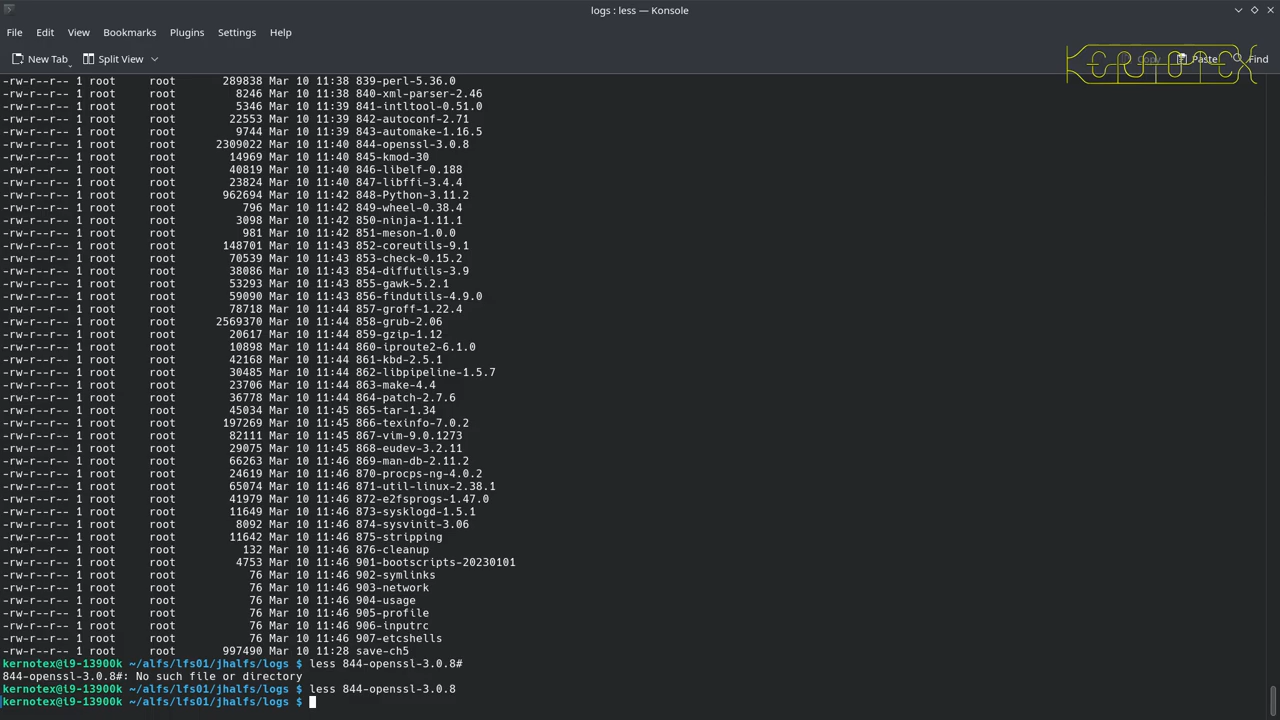 logs : less — Konsole
File Edit View Bookmarks Plugins Settings Help
New Tab Split View Copy Paste Find
KERNOTEX
-rw-r--r-- 1 root root 289838 Mar 10 11:38 839-perl-5.36.0
-rw-r--r-- 1 root root 8246 Mar 10 11:38 840-xml-parser-2.46
-rw-r--r-- 1 root root 5346 Mar 10 11:39 841-intltool-0.51.0
-rw-r--r-- 1 root root 22553 Mar 10 11:39 842-autoconf-2.71
-rw-r--r-- 1 root root 9744 Mar 10 11:39 843-automake-1.16.5
-rw-r--r-- 1 root root 2309022 Mar 10 11:40 844-openssl-3.0.8
-rw-r--r-- 1 root root 14969 Mar 10 11:40 845-kmod-30
-rw-r--r-- 1 root root 40819 Mar 10 11:40 846-libelf-0.188
-rw-r--r-- 1 root root 23824 Mar 10 11:40 847-libffi-3.4.4
-rw-r--r-- 1 root root 962694 Mar 10 11:42 848-Python-3.11.2
-rw-r--r-- 1 root root 796 Mar 10 11:42 849-wheel-0.38.4
-rw-r--r-- 1 root root 3098 Mar 10 11:42 850-ninja-1.11.1
-rw-r--r-- 1 root root 981 Mar 10 11:42 851-meson-1.0.0
-rw-r--r-- 1 root root 148701 Mar 10 11:43 852-coreutils-9.1
-rw-r--r-- 1 root root 70539 Mar 10 11:43 853-check-0.15.2
-rw-r--r-- 1 root root 38086 Mar 10 11:43 854-diffutils-3.9
-rw-r--r-- 1 root root 53293 Mar 10 11:43 855-gawk-5.2.1
-rw-r--r-- 1 root root 59090 Mar 10 11:43 856-findutils-4.9.0
-rw-r--r-- 1 root root 78718 Mar 10 11:44 857-groff-1.22.4
-rw-r--r-- 1 root root 2569370 Mar 10 11:44 858-grub-2.06
-rw-r--r-- 1 root root 20617 Mar 10 11:44 859-gzip-1.12
-rw-r--r-- 1 root root 10898 Mar 10 11:44 860-iproute2-6.1.0
-rw-r--r-- 1 root root 42168 Mar 10 11:44 861-kbd-2.5.1
-rw-r--r-- 1 root root 30485 Mar 10 11:44 862-libpipeline-1.5.7
-rw-r--r-- 1 root root 23706 Mar 10 11:44 863-make-4.4
-rw-r--r-- 1 root root 36778 Mar 10 11:44 864-patch-2.7.6
-rw-r--r-- 1 root root 45034 Mar 10 11:45 865-tar-1.34
-rw-r--r-- 1 root root 197269 Mar 10 11:45 866-texinfo-7.0.2
-rw-r--r-- 1 root root 82111 Mar 10 11:45 867-vim-9.0.1273
-rw-r--r-- 1 root root 29075 Mar 10 11:45 868-eudev-3.2.11
-rw-r--r-- 1 root root 66263 Mar 10 11:46 869-man-db-2.11.2
-rw-r--r-- 1 root root 24619 Mar 10 11:46 870-procps-ng-4.0.2
-rw-r--r-- 1 root root 65074 Mar 10 11:46 871-util-linux-2.38.1
-rw-r--r-- 1 root root 41979 Mar 10 11:46 872-e2fsprogs-1.47.0
-rw-r--r-- 1 root root 11649 Mar 10 11:46 873-sysklogd-1.5.1
-rw-r--r-- 1 root root 8092 Mar 10 11:46 874-sysvinit-3.06
-rw-r--r-- 1 root root 11642 Mar 10 11:46 875-stripping
-rw-r--r-- 1 root root 132 Mar 10 11:46 876-cleanup
-rw-r--r-- 1 root root 4753 Mar 10 11:46 901-bootscripts-20230101
-rw-r--r-- 1 root root 76 Mar 10 11:46 902-symlinks
-rw-r--r-- 1 root root 76 Mar 10 11:46 903-network
-rw-r--r-- 1 root root 76 Mar 10 11:46 904-usage
-rw-r--r-- 1 root root 76 Mar 10 11:46 905-profile
-rw-r--r-- 1 root root 76 Mar 10 11:46 906-inputrc
-rw-r--r-- 1 root root 76 Mar 10 11:46 907-etcshells
-rw-r--r-- 1 root root 997490 Mar 10 11:28 save-ch5
kernotex@i9-13900k ~/alfs/lfs01/jhalfs/logs $ less 844-openssl-3.0.8#
844-openssl-3.0.8#: No such file or directory
kernotex@i9-13900k ~/alfs/lfs01/jhalfs/logs $ less 844-openssl-3.0.8
kernotex@i9-13900k ~/alfs/lfs01/jhalfs/logs $